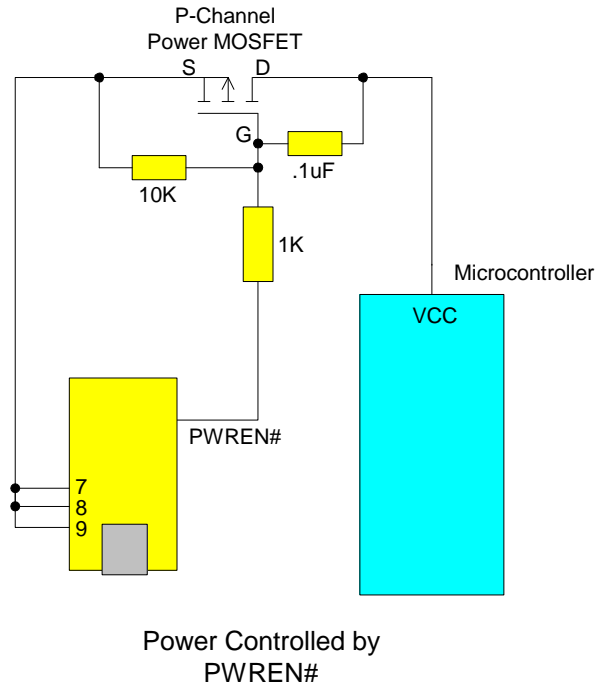 P-Channel
Power MOSFET
S
D
G
.1uF
10K
1K
Microcontroller
VCC
PWREN#
7
8
9
Power Controlled by
PWREN#